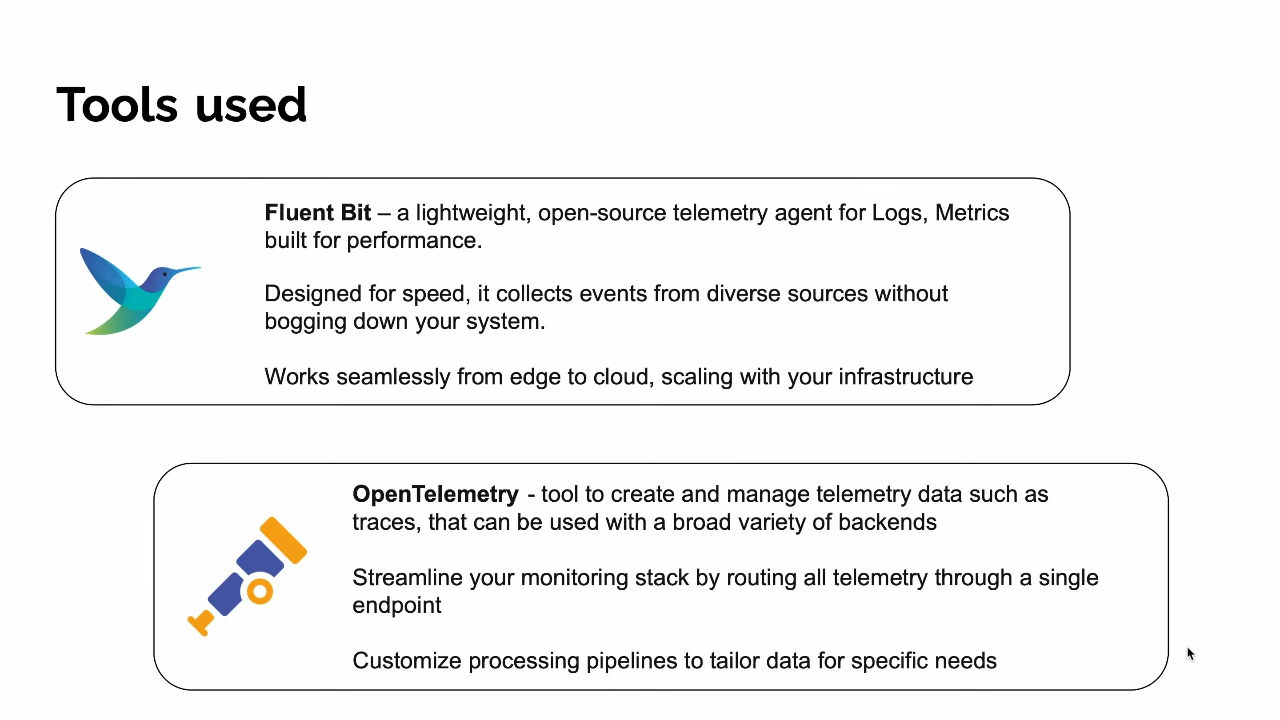 Tools used
Fluent Bit – a lightweight, open-source telemetry agent for Logs, Metrics
built for performance.
Designed for speed, it collects events from diverse sources without
bogging down your system.
Works seamlessly from edge to cloud, scaling with your infrastructure
OpenTelemetry - tool to create and manage telemetry data such as
traces, that can be used with a broad variety of backends
Streamline your monitoring stack by routing all telemetry through a single
endpoint
Customize processing pipelines to tailor data for specific needs